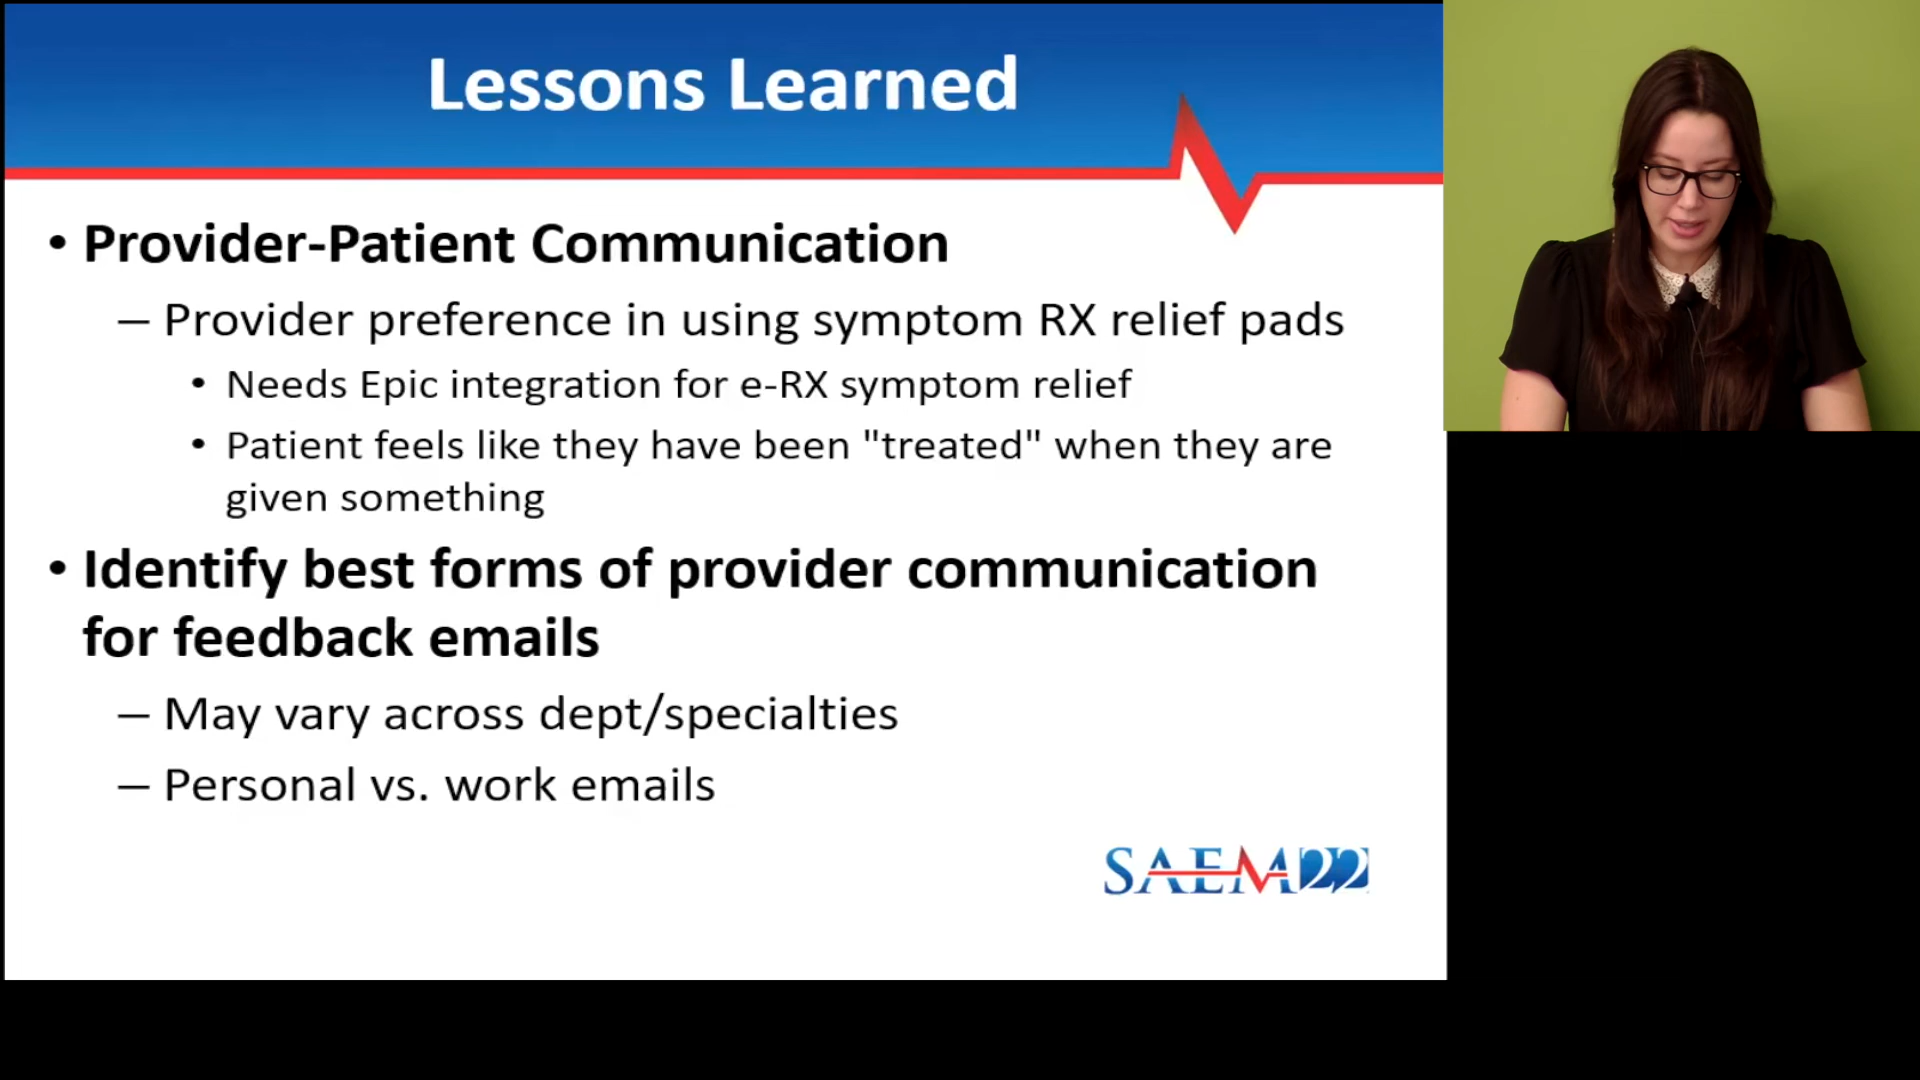 Lessons Learned
• Provider-Patient Communication
– Provider preference in using symptom RX relief pads
• Needs Epic integration for e-RX symptom relief
• Patient feels like they have been "treated" when they are
given something
• Identify best forms of provider communication
for feedback emails
– May vary across dept/specialties
– Personal vs. work emails
SAEM22